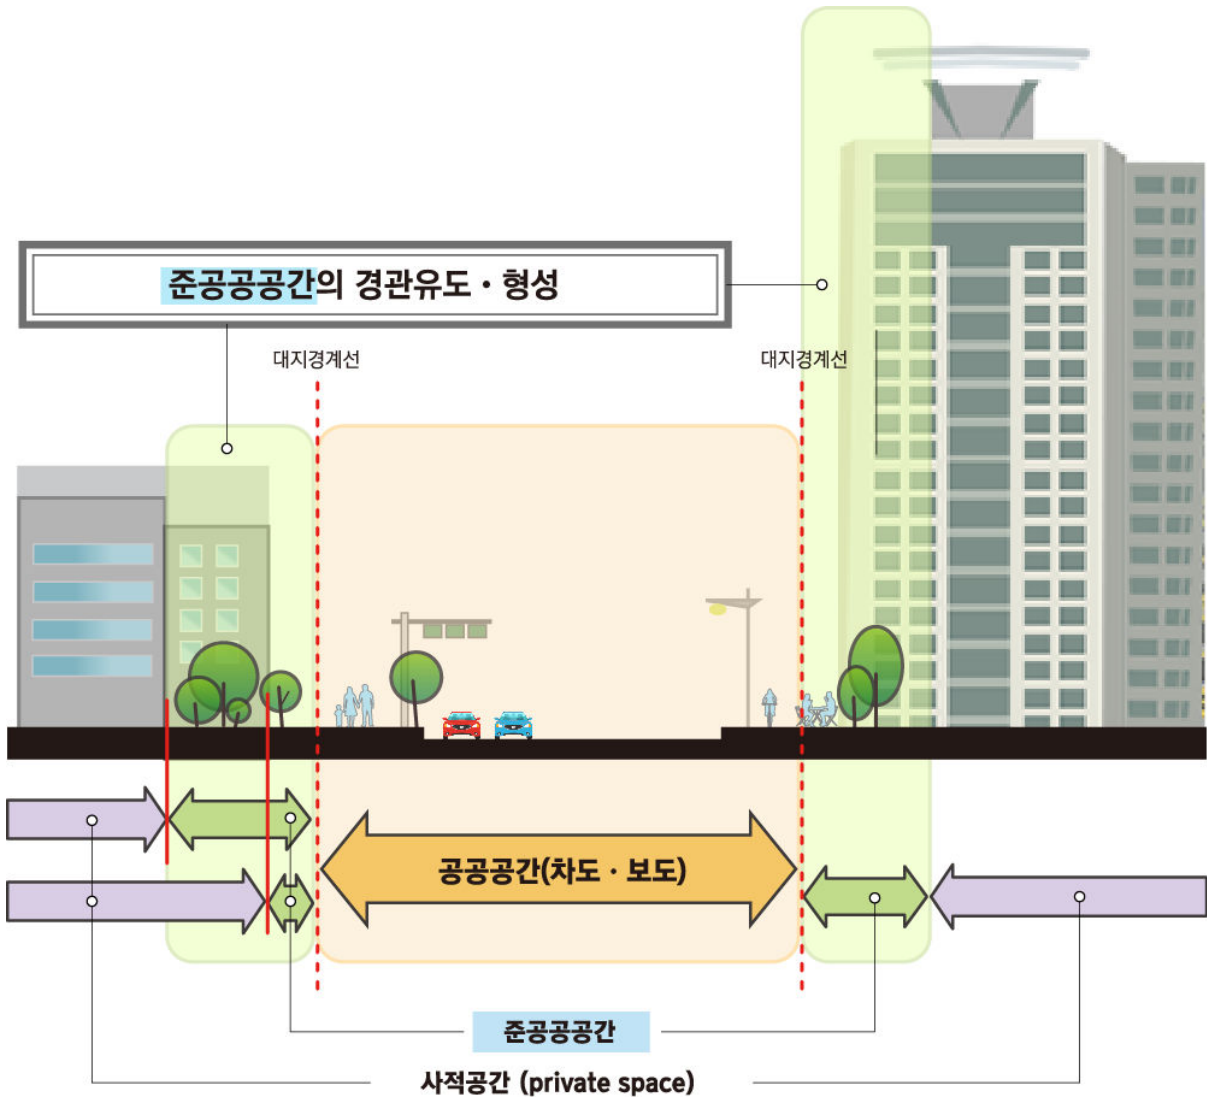 준공공공간의 경관유도 · 형성
대지경계선
대지경계선
공공공간(차도 · 보도)
준공공공간
사적공간 (private space)